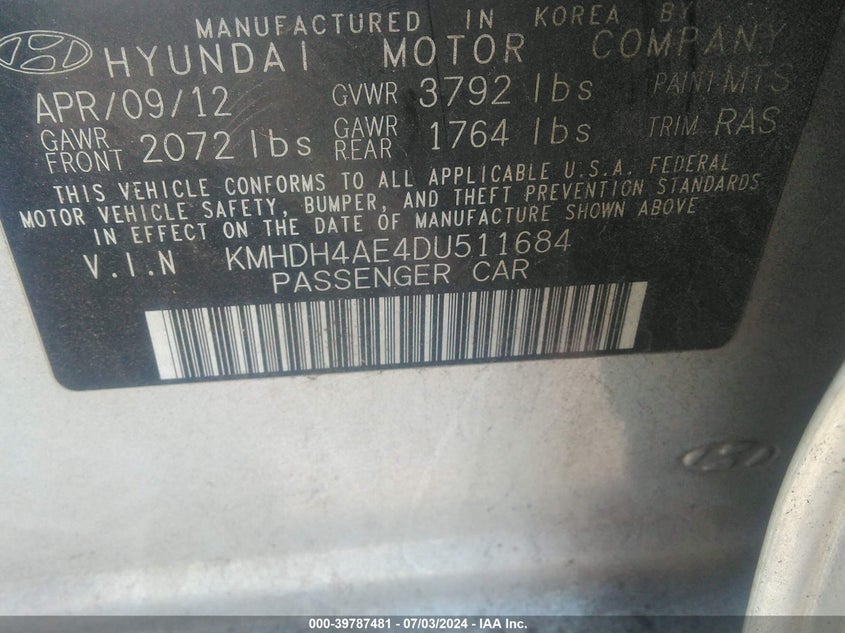 MANUFACTURED IN KOREA BY
HYUNDAI MOTOR COMPANY
APR/09/12 GVWR 3792 lbs PAINT MTS
GAWR FRONT 2072 lbs GAWR REAR 1764 lbs TRIM RAS
THIS VEHICLE CONFORMS TO ALL APPLICABLE U.S.A. FEDERAL
MOTOR VEHICLE SAFETY, BUMPER, AND THEFT PREVENTION STANDARDS
IN EFFECT ON THE DATE OF MANUFACTURE SHOWN ABOVE
V.I.N KMHDH4AE4DU511684
PASSENGER CAR
000-39787481 - 07/03/2024 - IAA Inc.